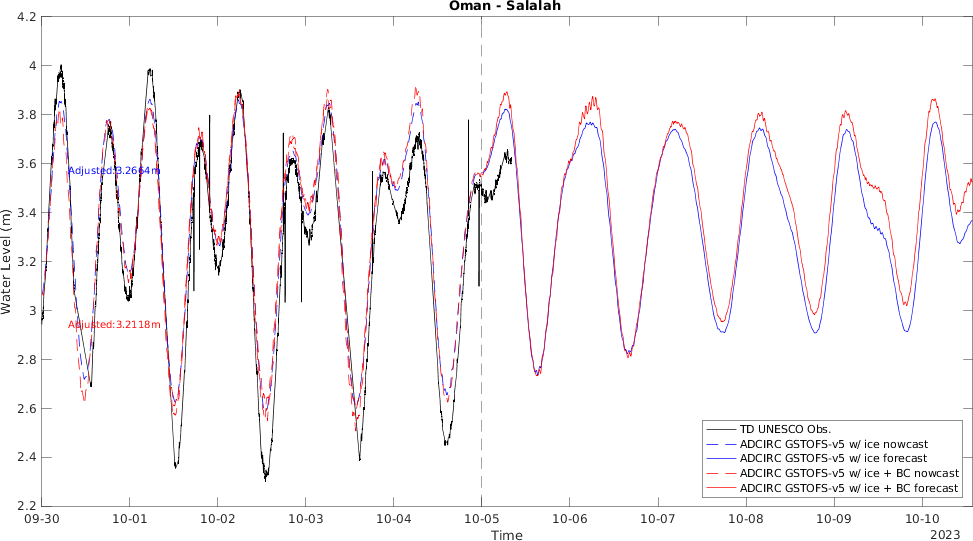 Oman - Salalah
4.2
4
3.8
3.6
3.4
3.2
3
2.8
2.6
2.4
2.2
Water Level (m)
Adjusted:3.2664m
Adjusted:3.2118m
TD UNESCO Obs.
ADCIRC GSTOFS-v5 w/ ice nowcast
ADCIRC GSTOFS-v5 w/ ice forecast
ADCIRC GSTOFS-v5 w/ ice + BC nowcast
ADCIRC GSTOFS-v5 w/ ice + BC forecast
09-30 10-01 10-02 10-03 10-04 10-05 10-06 10-07 10-08 10-09 10-10
Time
2023